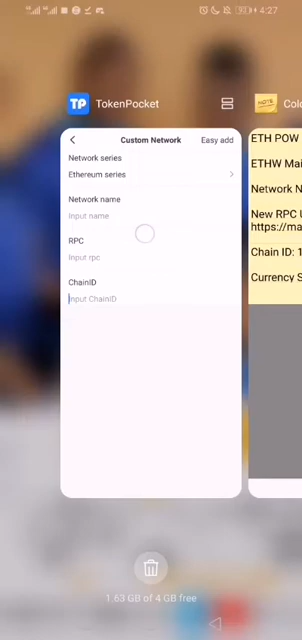 4:27
TokenPocket
Custom Network
Easy add
Network series
Ethereum series
Network name
Input name
RPC
Input rpc
ChainID
Input ChainID
ETH POW
ETHW Mai
Network N
New RPC
https://ma
Chain ID: 1
Currency S
1.63 GB of 4 GB free